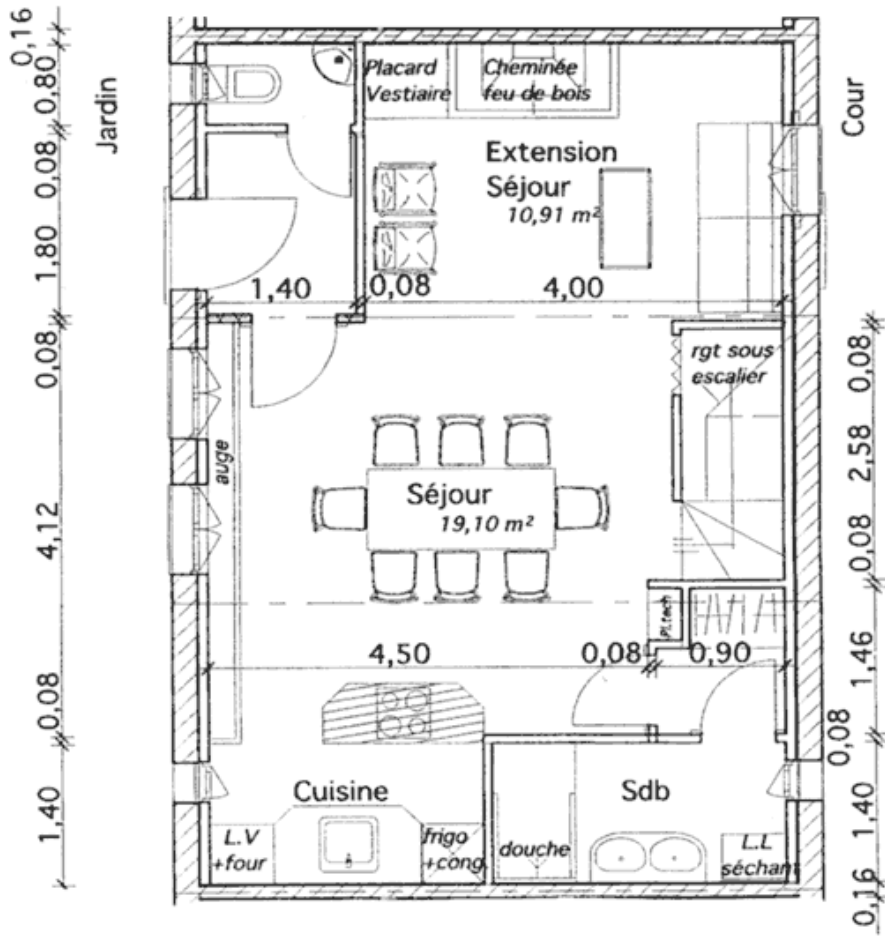 0,16
0,80
0,08
1,80
0,08
4,12
0,08
1,40
Jardin
Placard
Vestiaire
Cheminée
feu de bois
Extension
Séjour
10,91 m²
1,40
0,08
4,00
Cour
rgt sous
escalier
auge
Séjour
19,10 m²
Pl.tech
4,50
0,08
0,90
Cuisine
L.V
+four
frigo
+cong
Sdb
douche
L.L
séchant
0,08
2,58
0,08
1,46
0,08
1,40
0,16